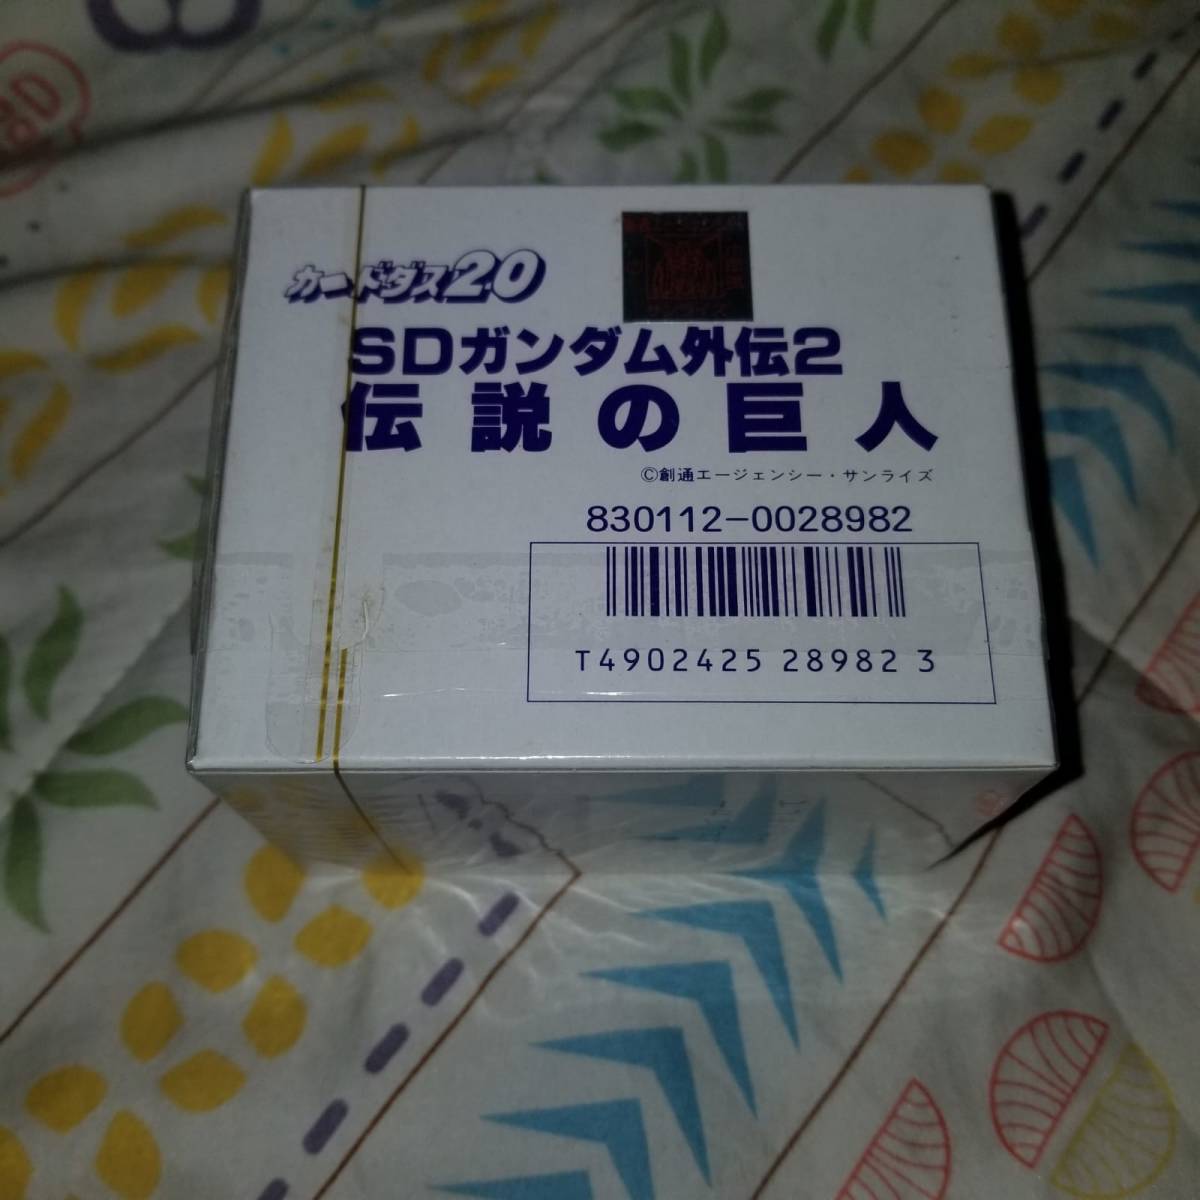 カードダス20
SDガンダム外伝2
伝説の巨人
©創通エージェンシー・サンライズ
830112-0028982
T4902425 28982 3